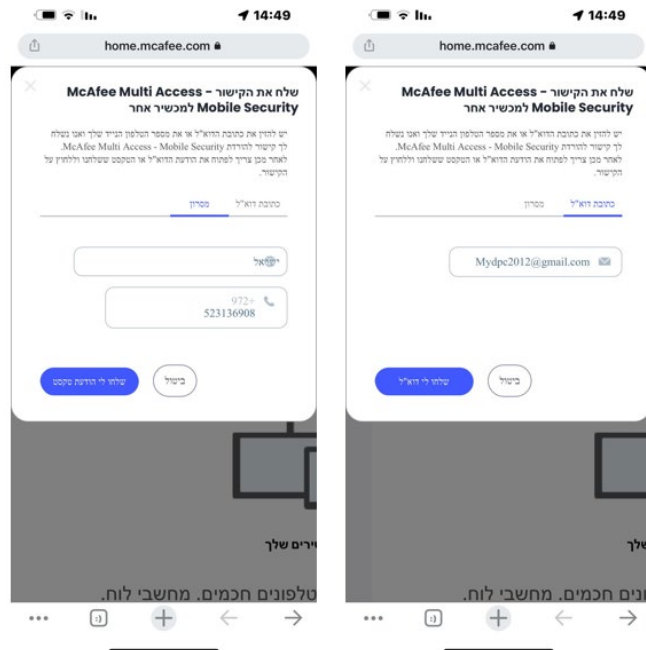 14:49
home.mcafee.com
שלח את הקישור – McAfee Multi Access
Mobile Security למכשיר אחר
יש להזין את כתובת הדוא"ל או את מספר הטלפון הנייד שלך ואנו נשלח
לך קישור להורדת McAfee Multi Access - Mobile Security.
לאחר מכן צריך לפתוח את הודעת הדוא"ל או הטקסט ששלחנו וללחוץ על
הקישור.
כתובת דוא"ל
מסרון
ישראל
972+
523136908
ביטול
שלחו לי הודעת טקסט
ירים שלך
טלפונים חכמים. מחשבי לוח.
14:49
home.mcafee.com
שלח את הקישור – McAfee Multi Access
Mobile Security למכשיר אחר
יש להזין את כתובת הדוא"ל או את מספר הטלפון הנייד שלך ואנו נשלח
לך קישור להורדת McAfee Multi Access - Mobile Security.
לאחר מכן צריך לפתוח את הודעת הדוא"ל או הטקסט ששלחנו וללחוץ על
הקישור.
כתובת דוא"ל
מסרון
Mydpc2012@gmail.com
ביטול
שלחו לי דוא"ל
שלך
ונים חכמים. מחשבי לוח.